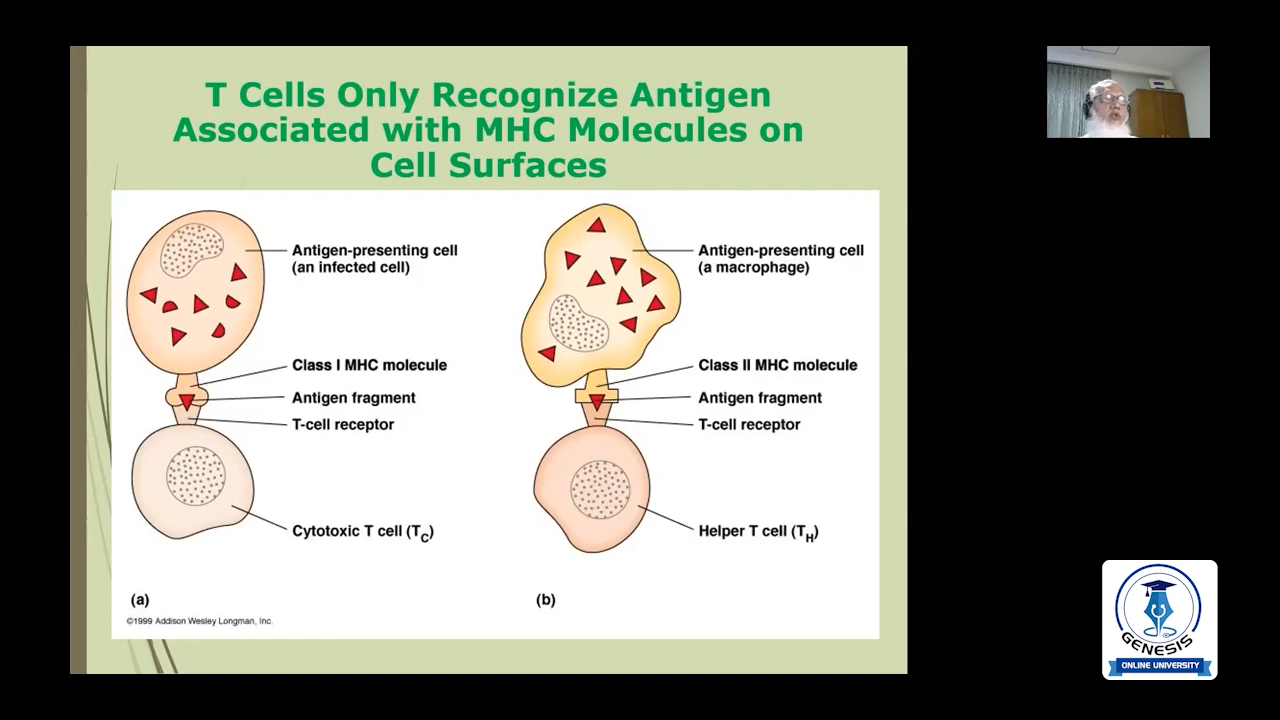 T Cells Only Recognize Antigen
Associated with MHC Molecules on
Cell Surfaces
Antigen-presenting cell
(an infected cell)
Class I MHC molecule
Antigen fragment
T-cell receptor
Cytotoxic T cell (TC)
(a)
Antigen-presenting cell
(a macrophage)
Class II MHC molecule
Antigen fragment
T-cell receptor
Helper T cell (TH)
(b)
©1999 Addison Wesley Longman, Inc.
GENESIS
ONLINE UNIVERSITY